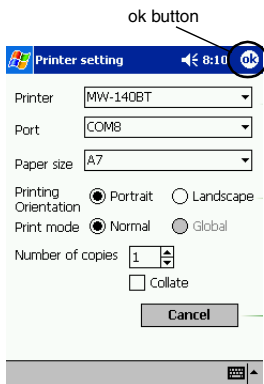 ok button
Printer setting 8:10 ok
Printer MW-140BT
Port COM8
Paper size A7
Printing Orientation Portrait Landscape
Print mode Normal Global
Number of copies 1
Collate
Cancel